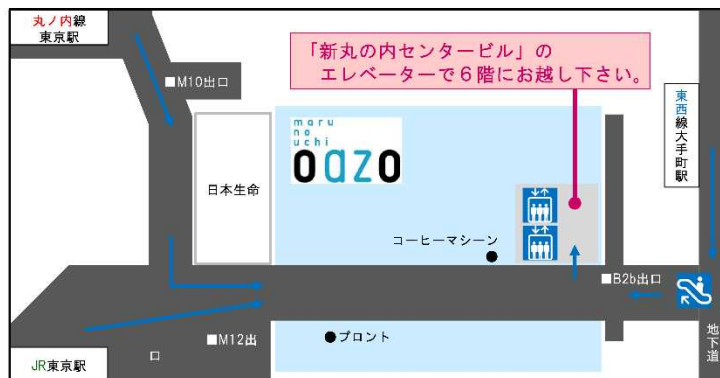 丸ノ内線
東京駅
「新丸の内センタービル」の
エレベーターで６階にお越し下さい。
■M10出口
東西線大手町駅
maru
no
uchi
oazo
日本生命
コーヒーマシーン
■B2b出口
■M12出
口
プロント
地下道
JR東京駅